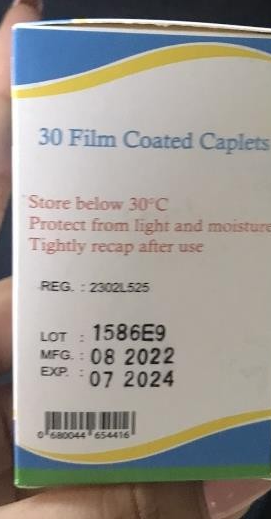 30 Film Coated Caplets
Store below 30°C
Protect from light and moisture
Tightly recap after use
REG. : 2302L525
LOT : 1586E9
MFG. : 08 2022
EXP. : 07 2024
0 680044 654416